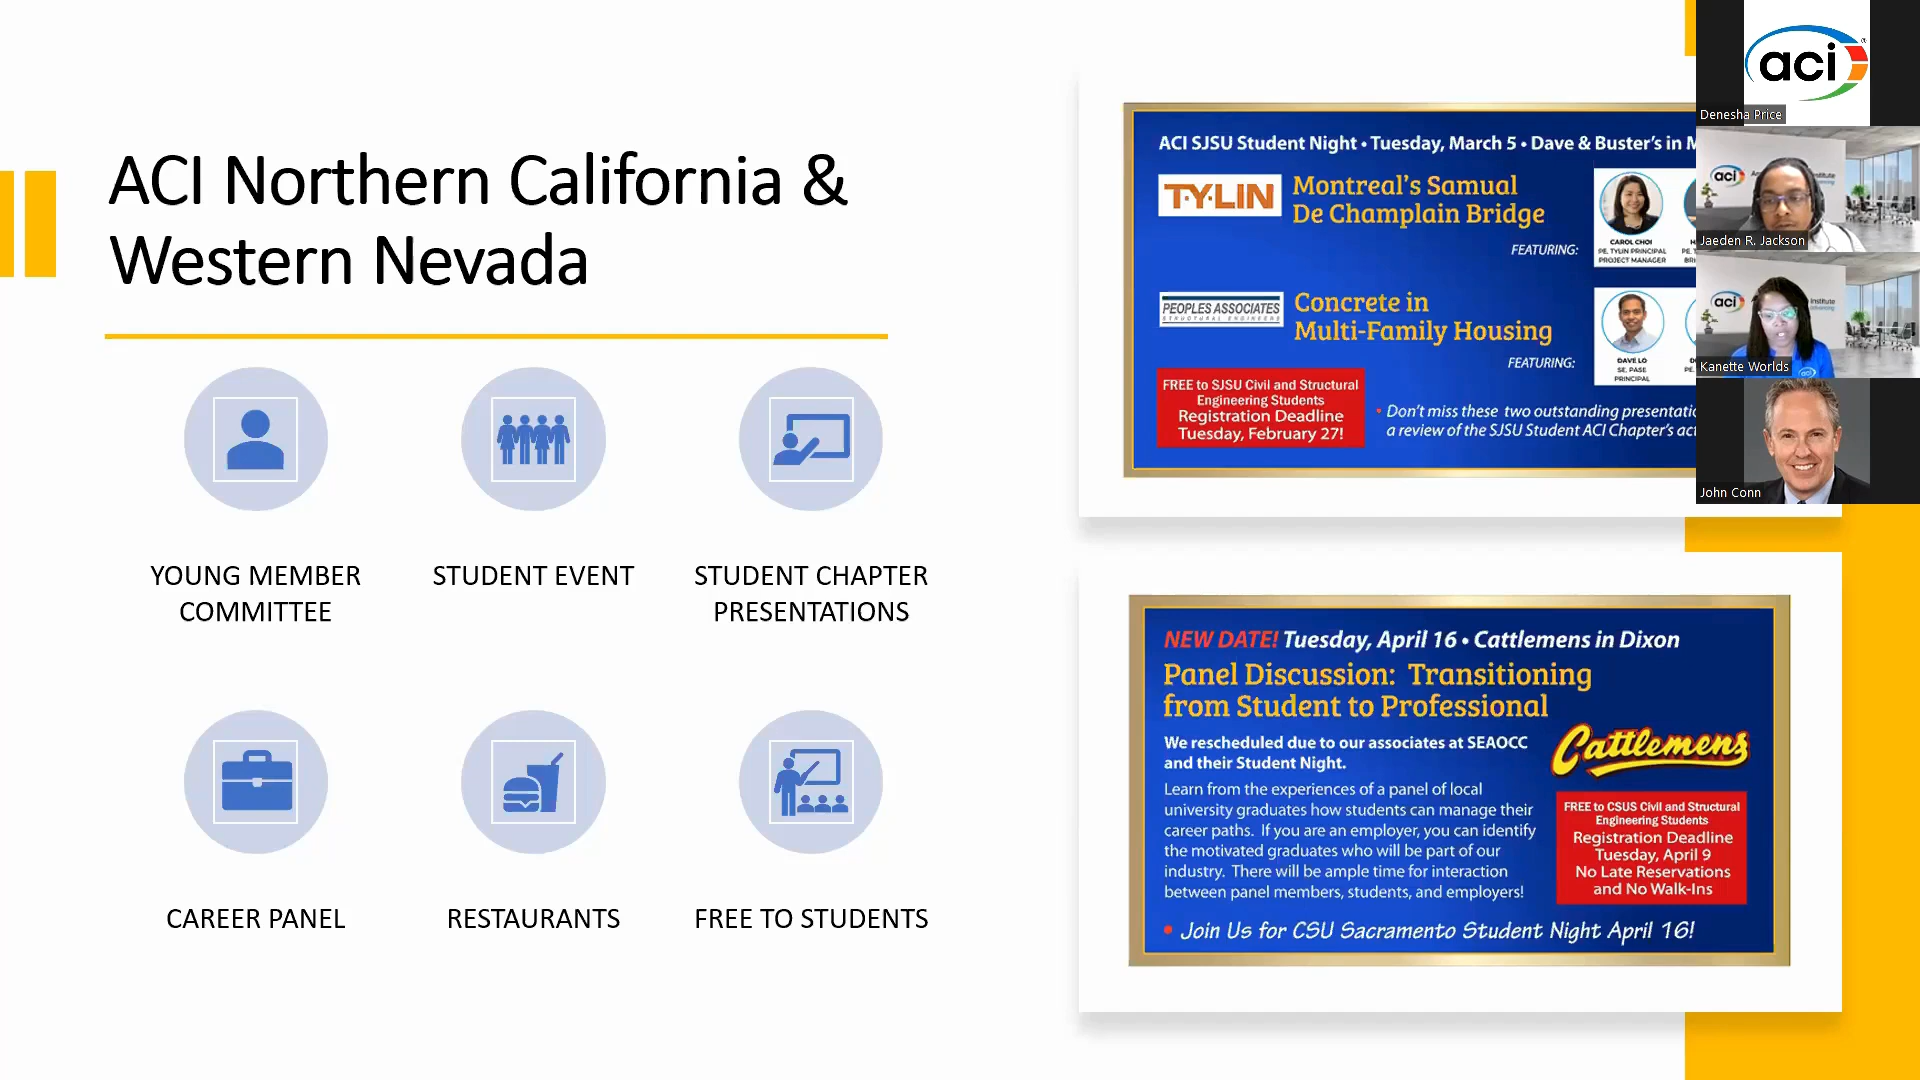 ACI Northern California &
Western Nevada
YOUNG MEMBER
COMMITTEE
STUDENT EVENT
STUDENT CHAPTER
PRESENTATIONS
CAREER PANEL
RESTAURANTS
FREE TO STUDENTS
ACI SJSU Student Night • Tuesday, March 5 • Dave & Buster's in M
T·Y·LIN
Montreal's Samual
De Champlain Bridge
FEATURING:
CAROL CHOI
PE, TYLIN PRINCIPAL
PROJECT MANAGER
PEOPLES ASSOCIATES
STRUCTURAL ENGINEERS
Concrete in
Multi-Family Housing
FEATURING:
DAVE LO
SE, PASE
PRINCIPAL
FREE to SJSU Civil and Structural
Engineering Students
Registration Deadline
Tuesday, February 27!
• Don't miss these two outstanding
a review of the SJSU Student ACI Chapter's
NEW DATE! Tuesday, April 16 • Cattlemens in Dixon
Panel Discussion: Transitioning
from Student to Professional
We rescheduled due to our associates at SEAOCC
and their Student Night.
Learn from the experiences of a panel of local
university graduates how students can manage their
career paths. If you are an employer, you can identify
the motivated graduates who will be part of our
industry. There will be ample time for interaction
between panel members, students, and employers!
Cattlemens
FREE to CSUS Civil and Structural
Engineering Students
Registration Deadline
Tuesday, April 9
No Late Reservations
and No Walk-Ins
• Join Us for CSU Sacramento Student Night April 16!
aci
Denesha Price
aci
Jaeden R. Jackson
aci
Institute
Kanette Worlds
aci
John Conn